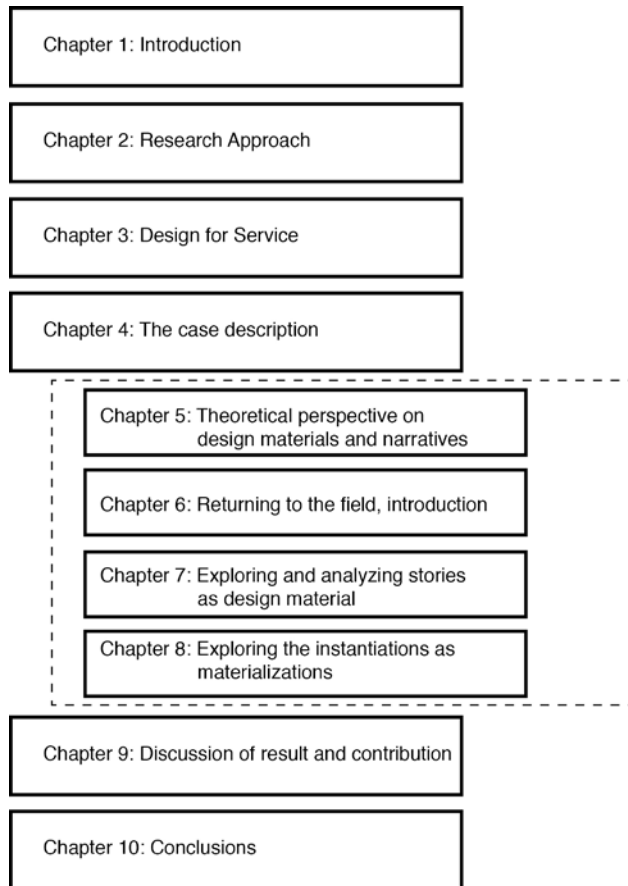 Chapter 1: Introduction
Chapter 2: Research Approach
Chapter 3: Design for Service
Chapter 4: The case description
Chapter 5: Theoretical perspective on
design materials and narratives
Chapter 6: Returning to the field, introduction
Chapter 7: Exploring and analyzing stories
as design material
Chapter 8: Exploring the instantiations as
materializations
Chapter 9: Discussion of result and contribution
Chapter 10: Conclusions